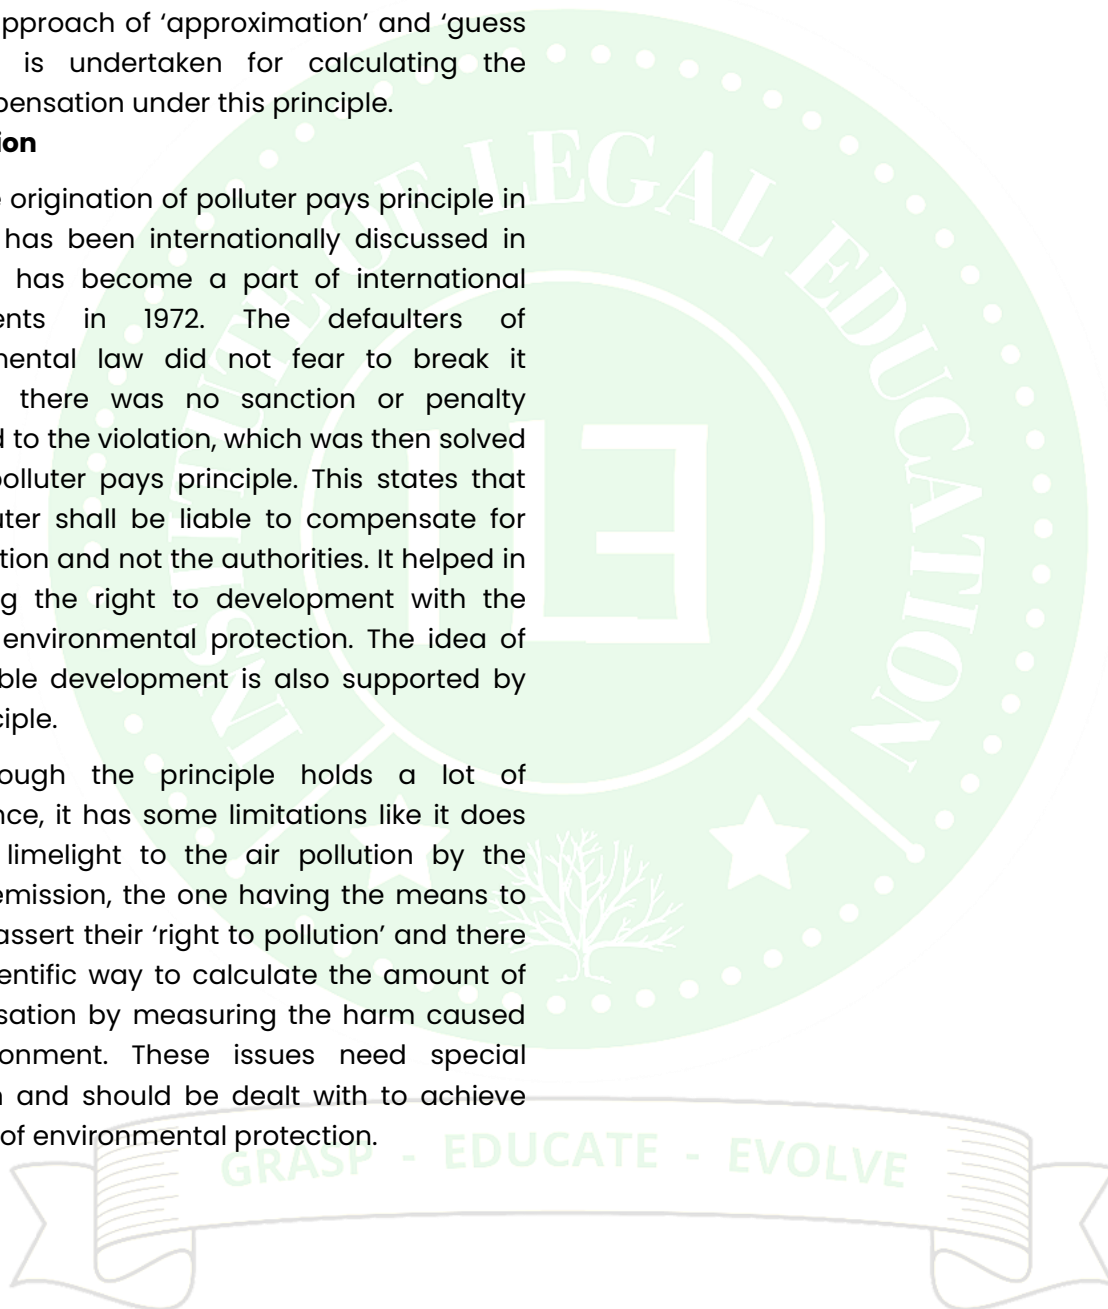 pproach of ‘approximation’ and ‘guess
is undertaken for calculating the
pensation under this principle.
ion
e origination of polluter pays principle in
has been internationally discussed in
has become a part of international
ents in 1972. The defaulters of
mental law did not fear to break it
there was no sanction or penalty
d to the violation, which was then solved
polluter pays principle. This states that
uter shall be liable to compensate for
tion and not the authorities. It helped in
g the right to development with the
environmental protection. The idea of
ble development is also supported by
ciple.
ough the principle holds a lot of
nce, it has some limitations like it does
limelight to the air pollution by the
emission, the one having the means to
assert their ‘right to pollution’ and there
entific way to calculate the amount of
sation by measuring the harm caused
onment. These issues need special
n and should be dealt with to achieve
of environmental protection.
INSTITUTE OF LEGAL EDUCATION
ILE
GRASP - EDUCATE - EVOLVE